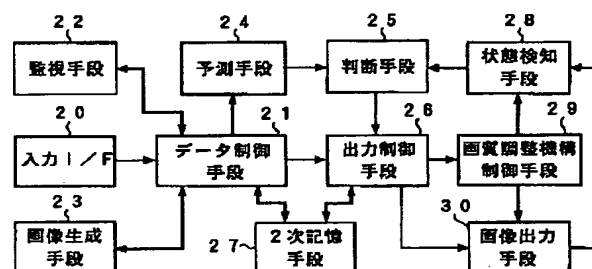 22
監視手段
24
予測手段
25
判断手段
28
状態検知
手段
20
入力I/F
21
データ制御
手段
26
出力制御
手段
29
画質調整機構
制御手段
23
画像生成
手段
27
2次記憶
手段
30
画像出力
手段